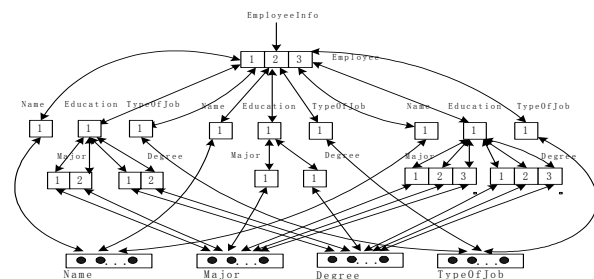 EmployeeInfo
1 2 3 Employee
Name Education TypeOfJob Name Education TypeOfJob Name Education TypeOfJob
1 1 1 1 1 1 1 1 1
Major Degree Major Degree Major Degree
1 2 1 2 1 1 1 2 3 1 2 3
... ... ... ...
Name Major Degree TypeOfJob